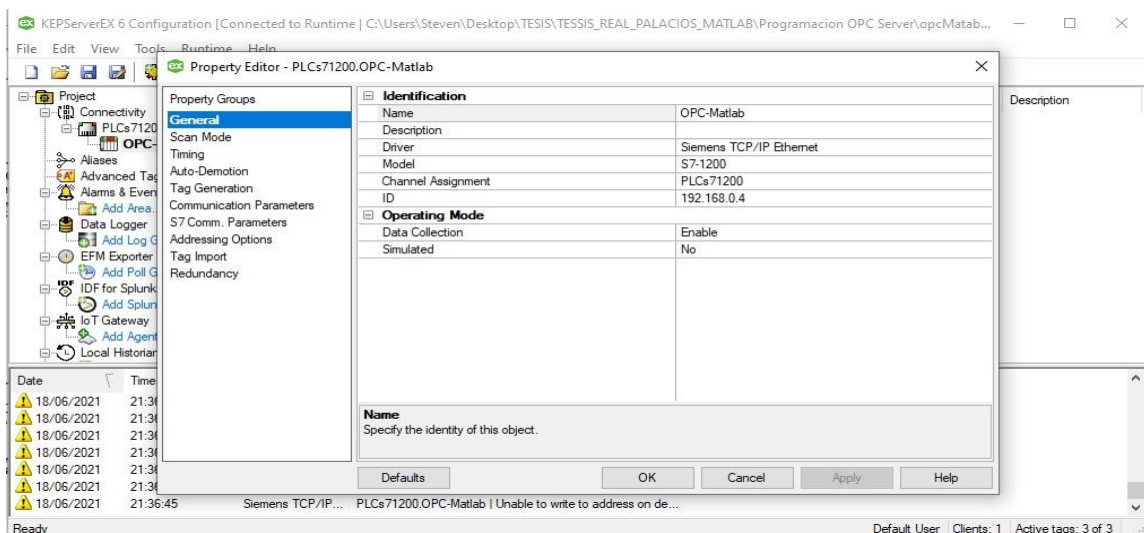 KEPServerEX 6 Configuration [Connected to Runtime | C:\Users\Steven\Desktop\TESIS\TESSIS_REAL_PALACIOS_MATLAB\Programacion OPC Server\opcMatab...
File Edit View Tools Runtime Help
Property Editor - PLCs71200.OPC-Matlab
Project
Connectivity
PLCs7120
OPC-
Aliases
Advanced Tag
Alarms & Even
Add Area..
Data Logger
Add Log G
EFM Exporter
Add Poll G
IDF for Splunk
Add Splun
IoT Gateway
Add Agent
Local Historian
Property Groups
General
Scan Mode
Timing
Auto-Demotion
Tag Generation
Communication Parameters
S7 Comm. Parameters
Addressing Options
Tag Import
Redundancy
Identification
Name OPC-Matlab
Description
Driver Siemens TCP/IP Ethernet
Model S7-1200
Channel Assignment PLCs71200
ID 192.168.0.4
Operating Mode
Data Collection Enable
Simulated No
Name
Specify the identity of this object.
Defaults OK Cancel Apply Help
Description
Date Time
18/06/2021 21:36
18/06/2021 21:36
18/06/2021 21:36
18/06/2021 21:36
18/06/2021 21:36
18/06/2021 21:36
18/06/2021 21:36:45 Siemens TCP/IP... PLCs71200.OPC-Matlab | Unable to write to address on de...
Ready Default User Clients: 1 Active tags: 3 of 3